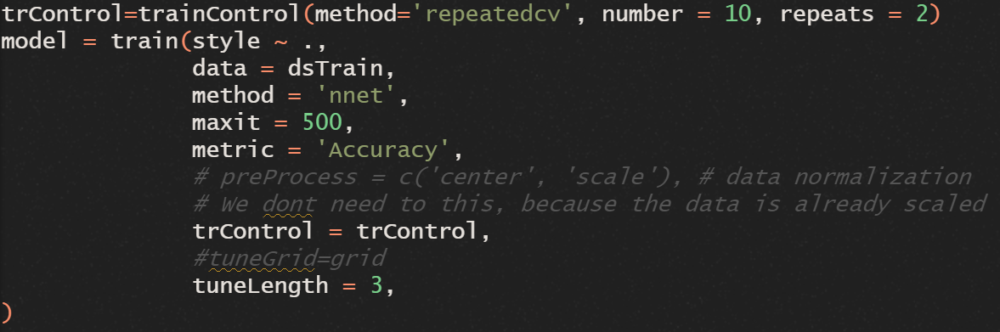 trControl=trainControl(method='repeatedcv', number = 10, repeats = 2)
model = train(style ~ .,
data = dsTrain,
method = 'nnet',
maxit = 500,
metric = 'Accuracy',
# preProcess = c('center', 'scale'), # data normalization
# We dont need to this, because the data is already scaled
trControl = trControl,
#tuneGrid=grid
tuneLength = 3,
)